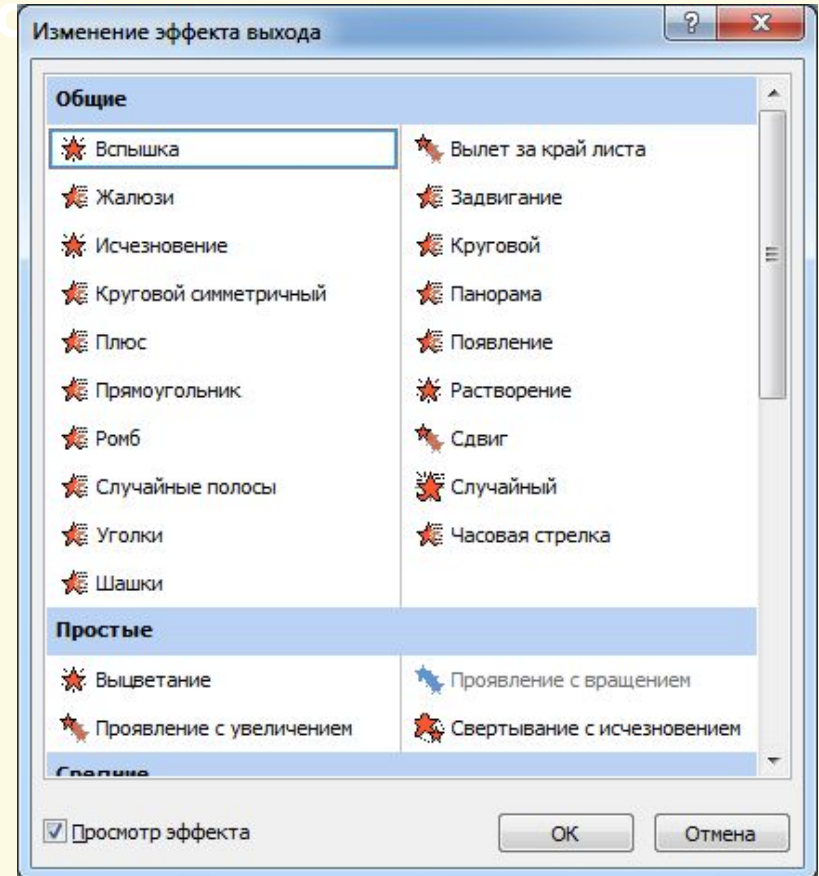 Изменение эффекта выхода
Общие
Вспышка
Вылет за край листа
Жалюзи
Задвигание
Исчезновение
Круговой
Круговой симметричный
Панорама
Плюс
Появление
Прямоугольник
Растворение
Ромб
Сдвиг
Случайные полосы
Случайный
Уголки
Часовая стрелка
Шашки
Простые
Выцветание
Проявление с вращением
Проявление с увеличением
Свертывание с исчезновением
Средние
Просмотр эффекта
ОК
Отмена